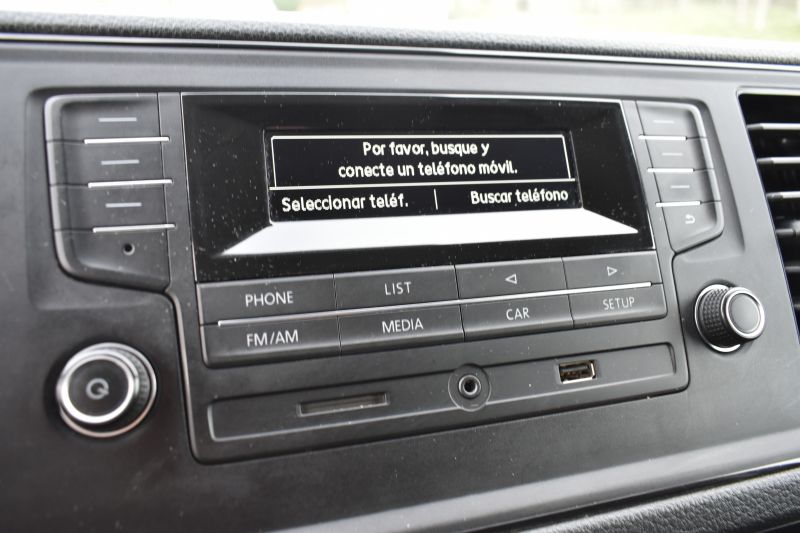 Por favor, busque y
conecte un teléfono móvil.
Seleccionar teléf. | Buscar teléfono
PHONE LIST
FM/AM MEDIA CAR SETUP